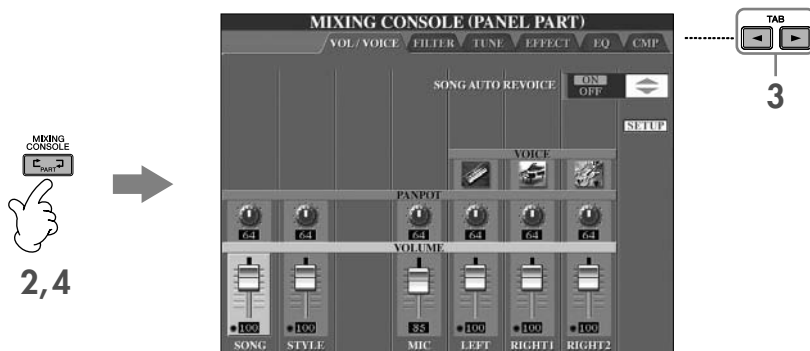 MIXING CONSOLE (PANEL PART)
VOL / VOICE FILTER TUNE EFFECT EQ CMP
TAB
3
SONG AUTO REVOICE ON
OFF
SETUP
MIXING
CONSOLE
PART
2,4
VOICE
PANPOT
64 64 64 64 64 64
VOLUME
100 100 85 100 100 100
SONG STYLE MIC LEFT RIGHT1 RIGHT2